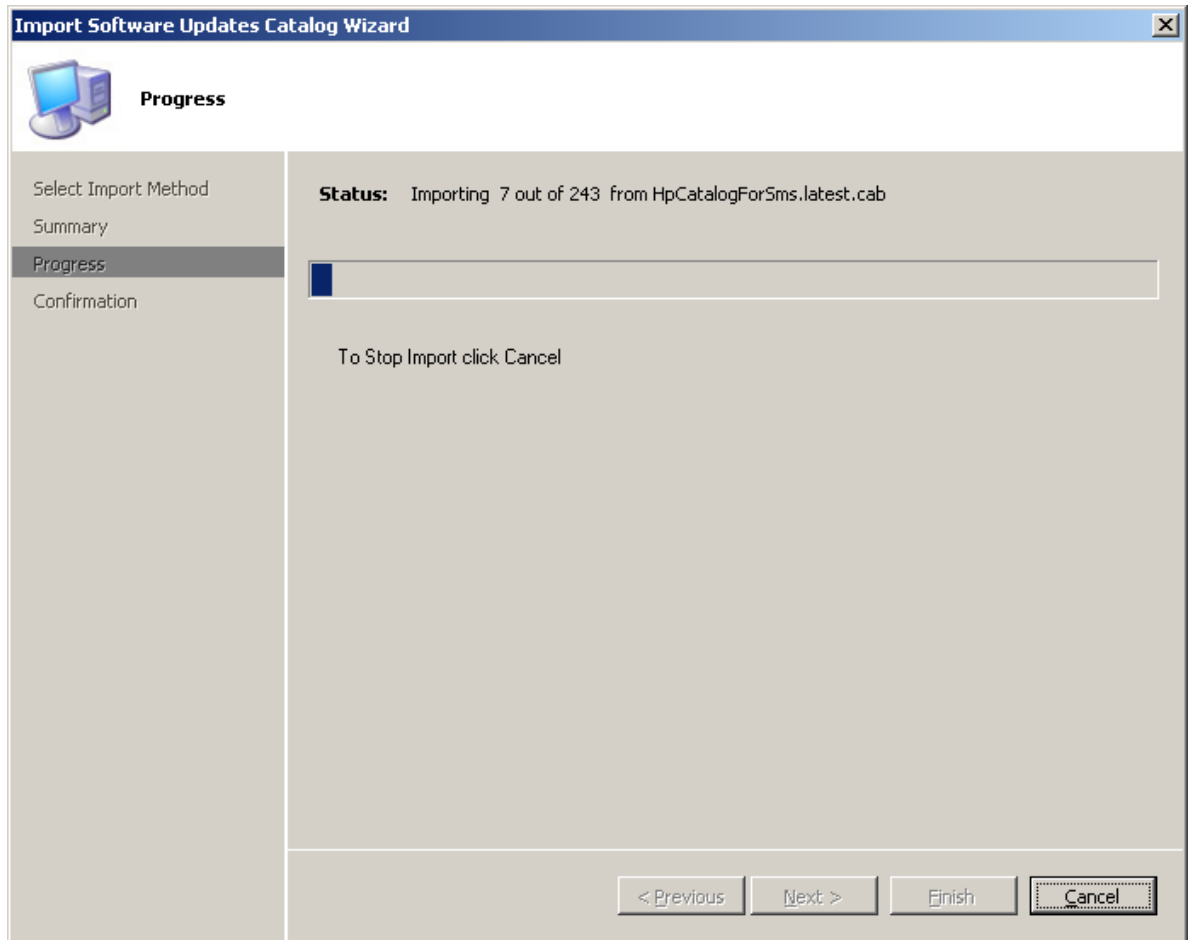 Import Software Updates Catalog Wizard
Progress
Select Import Method
Summary
Progress
Confirmation
Status: Importing 7 out of 243 from HpCatalogForSms.latest.cab
To Stop Import click Cancel
< Previous
Next >
Finish
Cancel